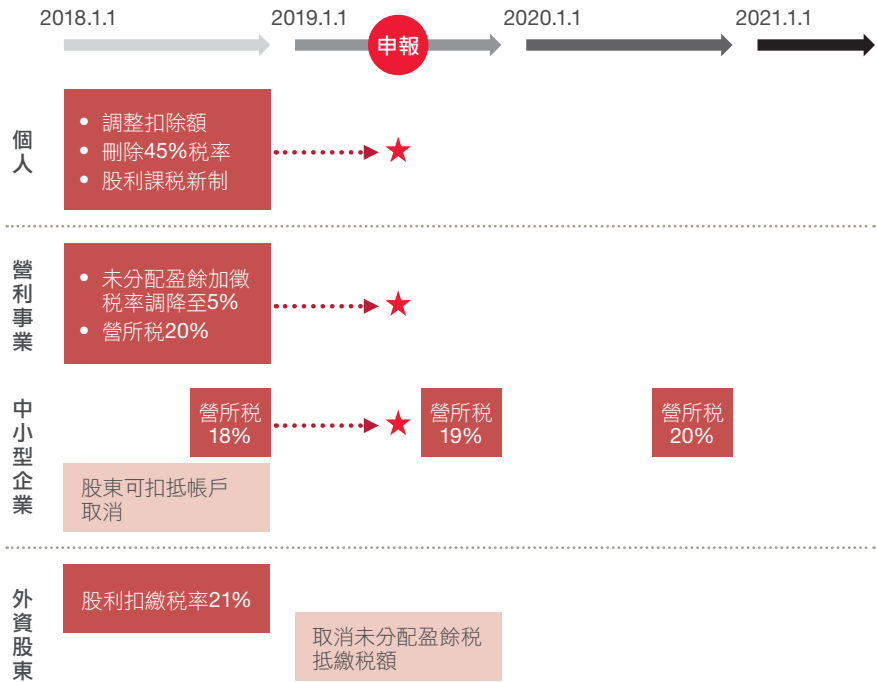 2018.1.1
2019.1.1
2020.1.1
2021.1.1
申報
個人
• 調整扣除額
• 刪除45%稅率
• 股利課稅新制
營利事業
• 未分配盈餘加徵
稅率調降至5%
• 營所稅20%
中小型企業
營所稅
18%
營所稅
19%
營所稅
20%
股東可扣抵帳戶
取消
外資股東
股利扣繳稅率21%
取消未分配盈餘稅
抵繳稅額